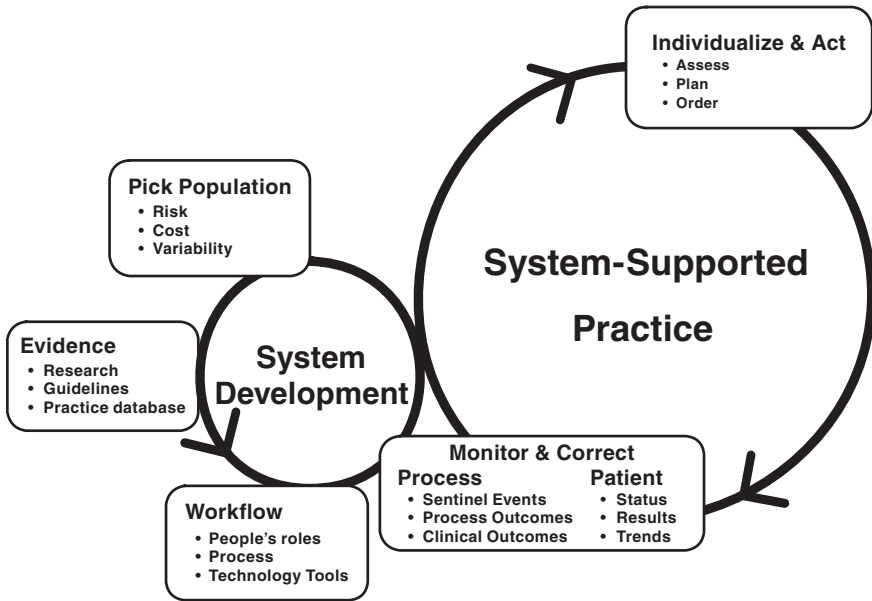 Individualize & Act
• Assess
• Plan
• Order
Pick Population
• Risk
• Cost
• Variability
System-Supported
Practice
Evidence
• Research
• Guidelines
• Practice database
System
Development
Monitor & Correct
Process
• Sentinel Events
• Process Outcomes
• Clinical Outcomes
Patient
• Status
• Results
• Trends
Workflow
• People's roles
• Process
• Technology Tools